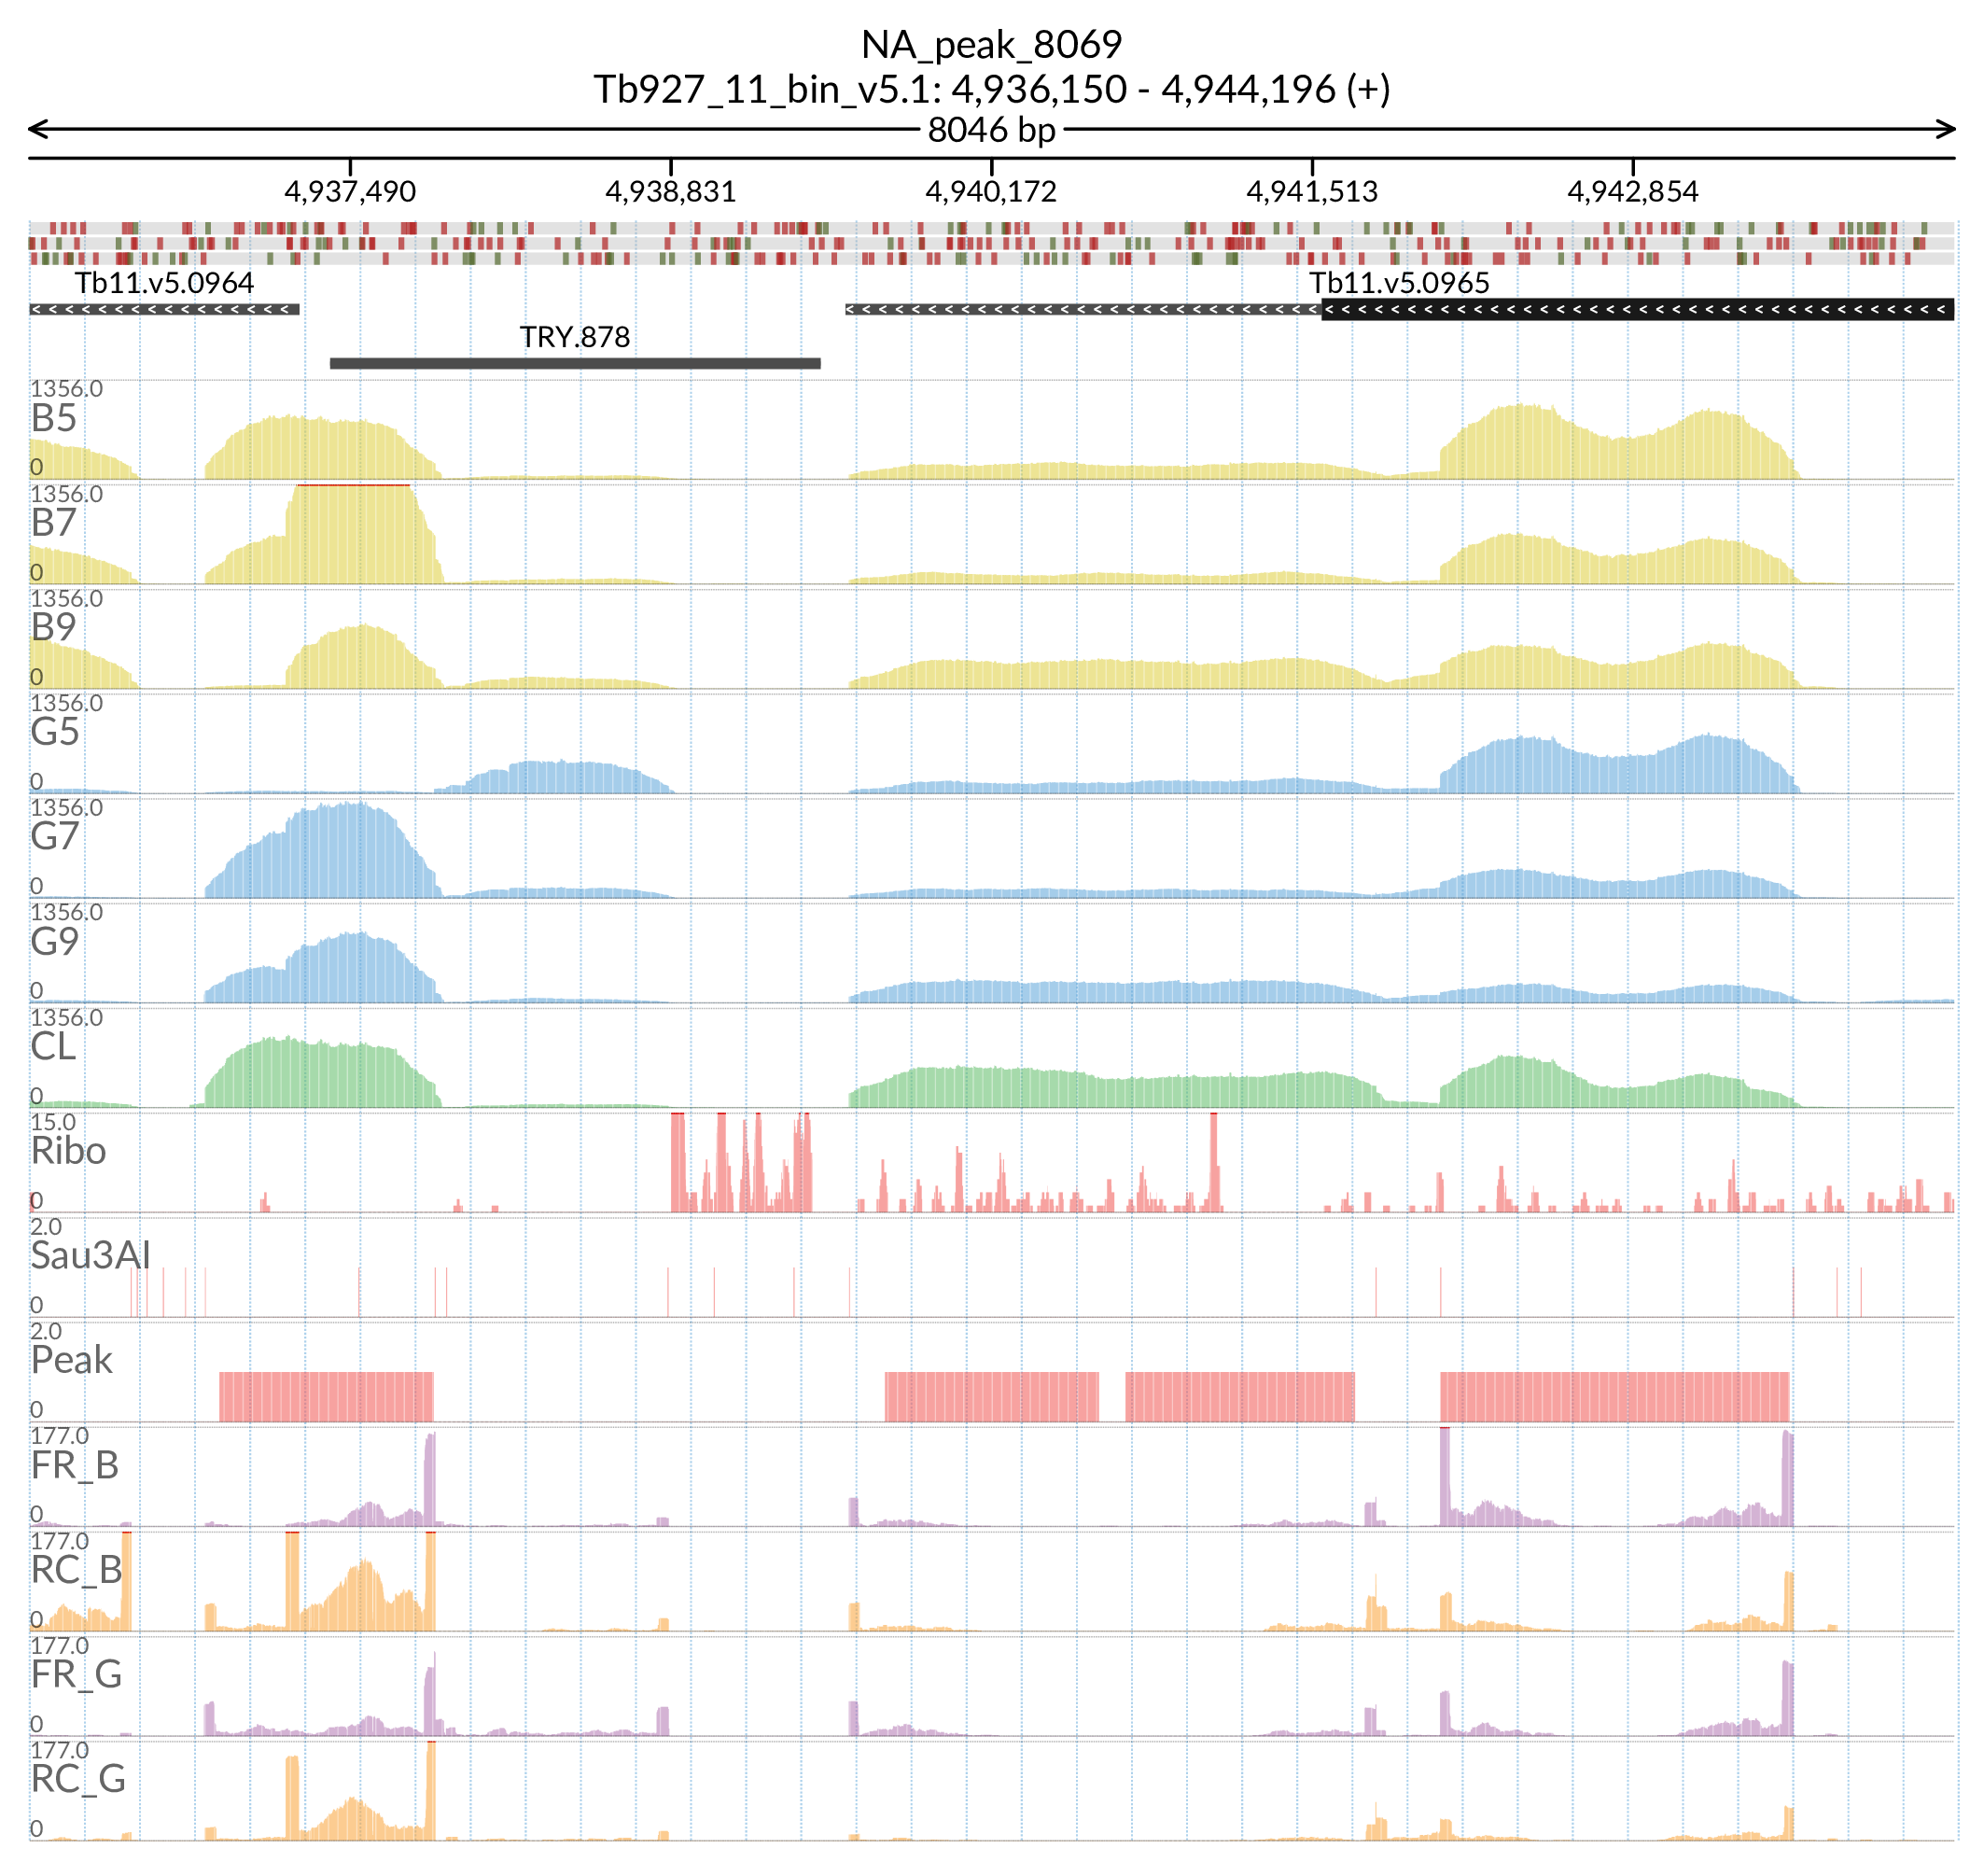 NA_peak_8069
Tb927_11_bin_v5.1: 4,936,150 - 4,944,196 (+)
8046 bp
4,937,490 4,938,831 4,940,172 4,941,513 4,942,854
Tb11.v5.0964 Tb11.v5.0965
TRY.878
1356.0
B5
0
1356.0
B7
0
1356.0
B9
0
1356.0
G5
0
1356.0
G7
0
1356.0
G9
0
1356.0
CL
0
15.0
Ribo
0
2.0
Sau3AI
0
2.0
Peak
0
177.0
FR_B
0
177.0
RC_B
0
177.0
FR_G
0
177.0
RC_G
0